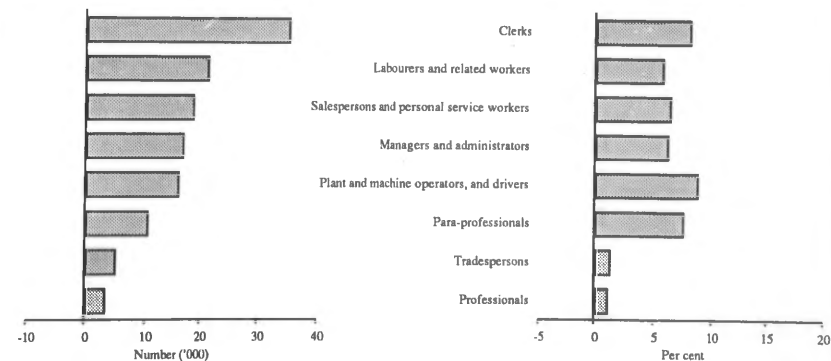 Clerks
Labourers and related workers
Salespersons and personal service workers
Managers and administrators
Plant and machine operators, and drivers
Para-professionals
Tradespersons
Professionals
-10 0 10 20 30 40
Number ('000)
-5 0 5 10 15 20
Per cent